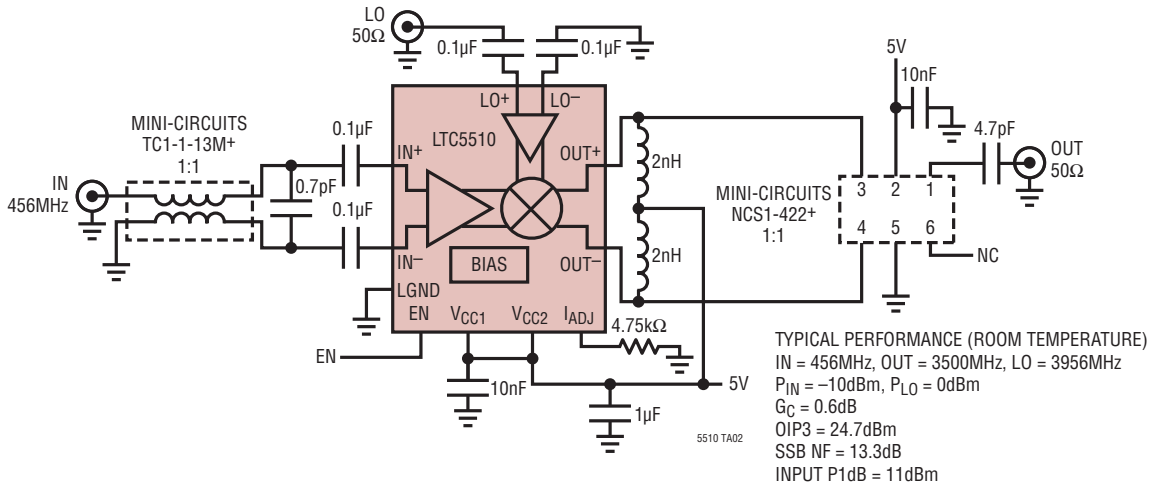 LO
50Ω
0.1µF
0.1µF
5V
10nF
MINI-CIRCUITS
TC1-1-13M+
1:1
0.1µF
LO+
LO–
LTC5510
4.7pF
OUT
50Ω
IN
456MHz
0.7pF
IN+
OUT+
2nH
MINI-CIRCUITS
NCS1-422+
1:1
3
2
1
0.1µF
4
5
6
IN–
BIAS
OUT–
2nH
NC
LGND
EN
VCC1
VCC2
IADJ
4.75kΩ
EN
10nF
5V
1µF
5510 TA02
TYPICAL PERFORMANCE (ROOM TEMPERATURE)
IN = 456MHz, OUT = 3500MHz, LO = 3956MHz
PIN = –10dBm, PLO = 0dBm
GC = 0.6dB
OIP3 = 24.7dBm
SSB NF = 13.3dB
INPUT P1dB = 11dBm